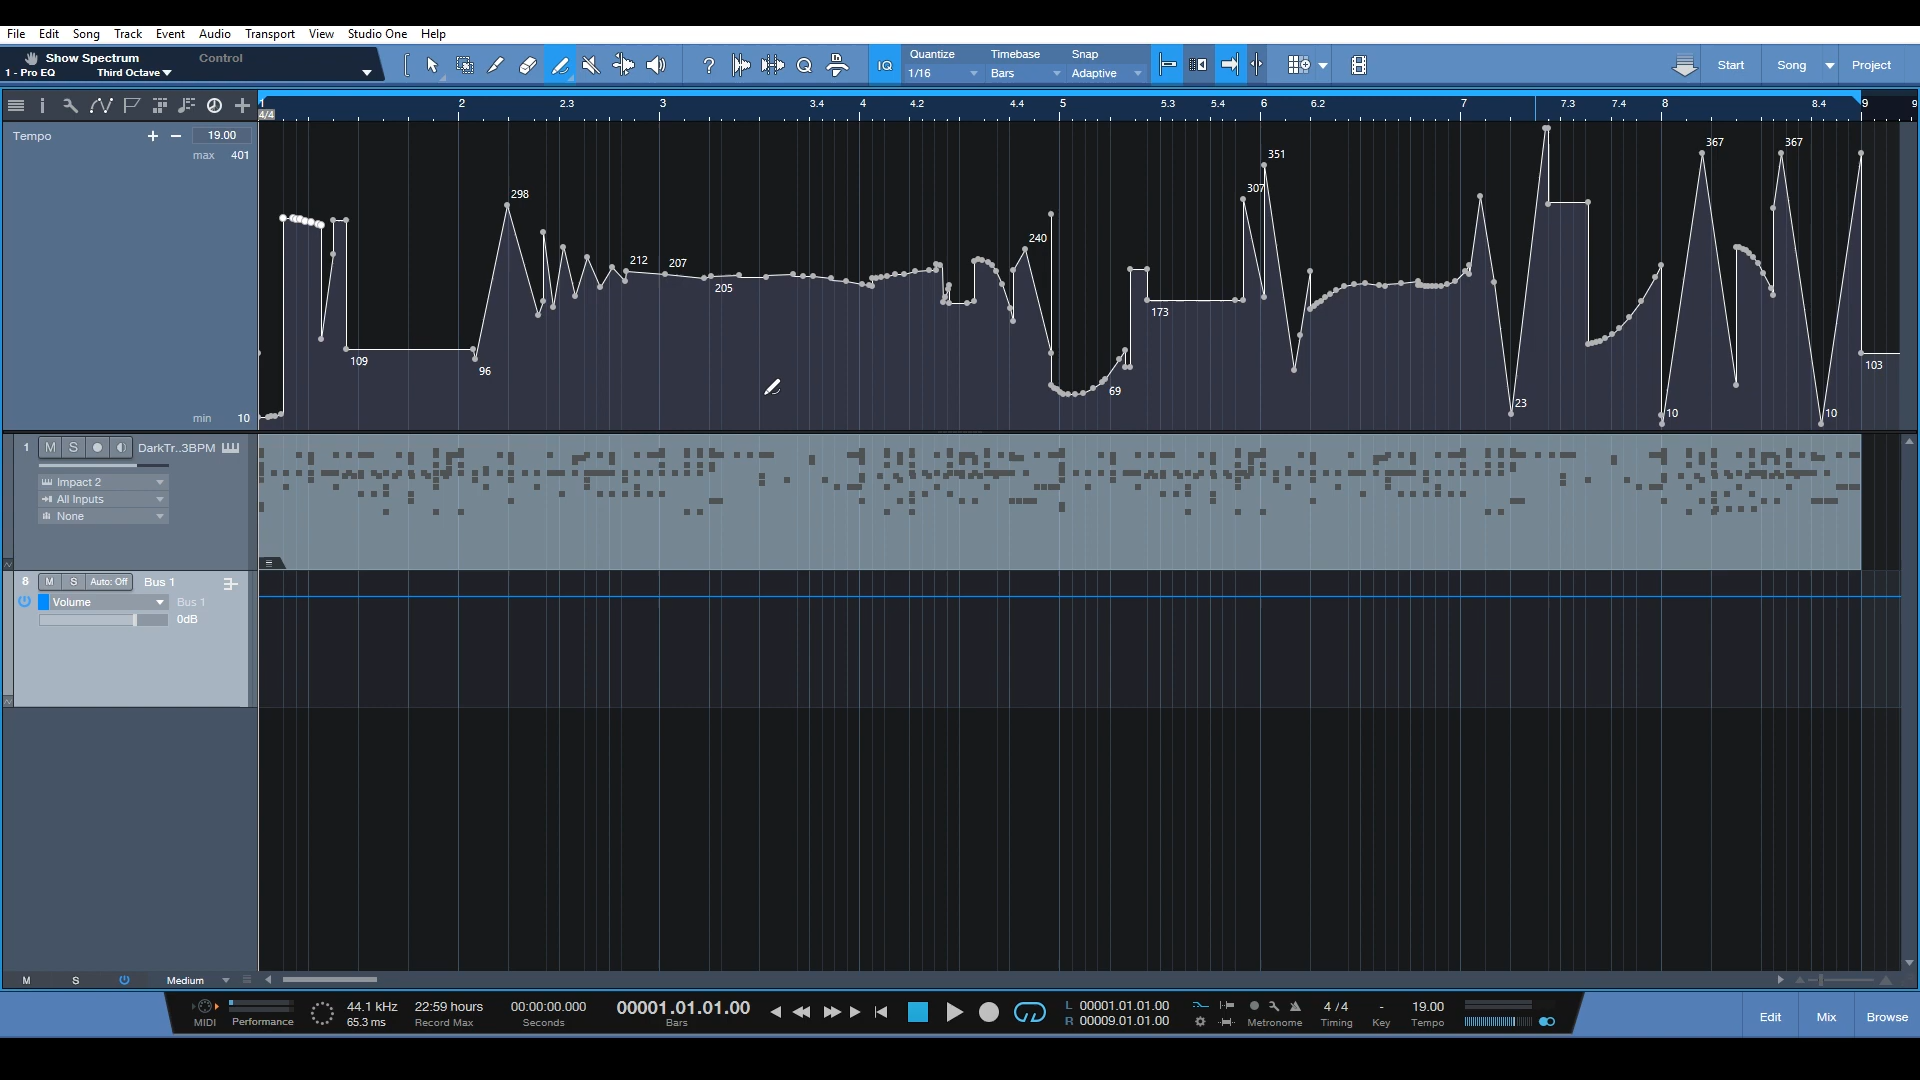 File Edit Song Track Event Audio Transport View Studio One Help
Show Spectrum Control
1 - Pro EQ Third Octave
IQ
Quantize Timebase Snap
1/16 Bars Adaptive
Start Song Project
1 2 2.3 3 3.4 4 4.2 4.4 5 5.3 5.4 6 6.2 7 7.3 7.4 8 8.4 9 9
4/4
Tempo + − 19.00
max 401
367 367
351
307
298
240
212 207
205
173
109
96
69
23
10 10
103
min 10
1 M S DarkTr..3BPM
Impact 2
All Inputs
None
8 M S Auto: Off Bus 1
Volume Bus 1
0dB
M S Medium
MIDI Performance
44.1 kHz 22:59 hours 00:00:00.000 00001.01.01.00
65.3 ms Record Max Seconds Bars
L 00001.01.01.00
R 00009.01.01.00
Metronome
4 / 4 - 19.00
Timing Key Tempo
Edit Mix Browse